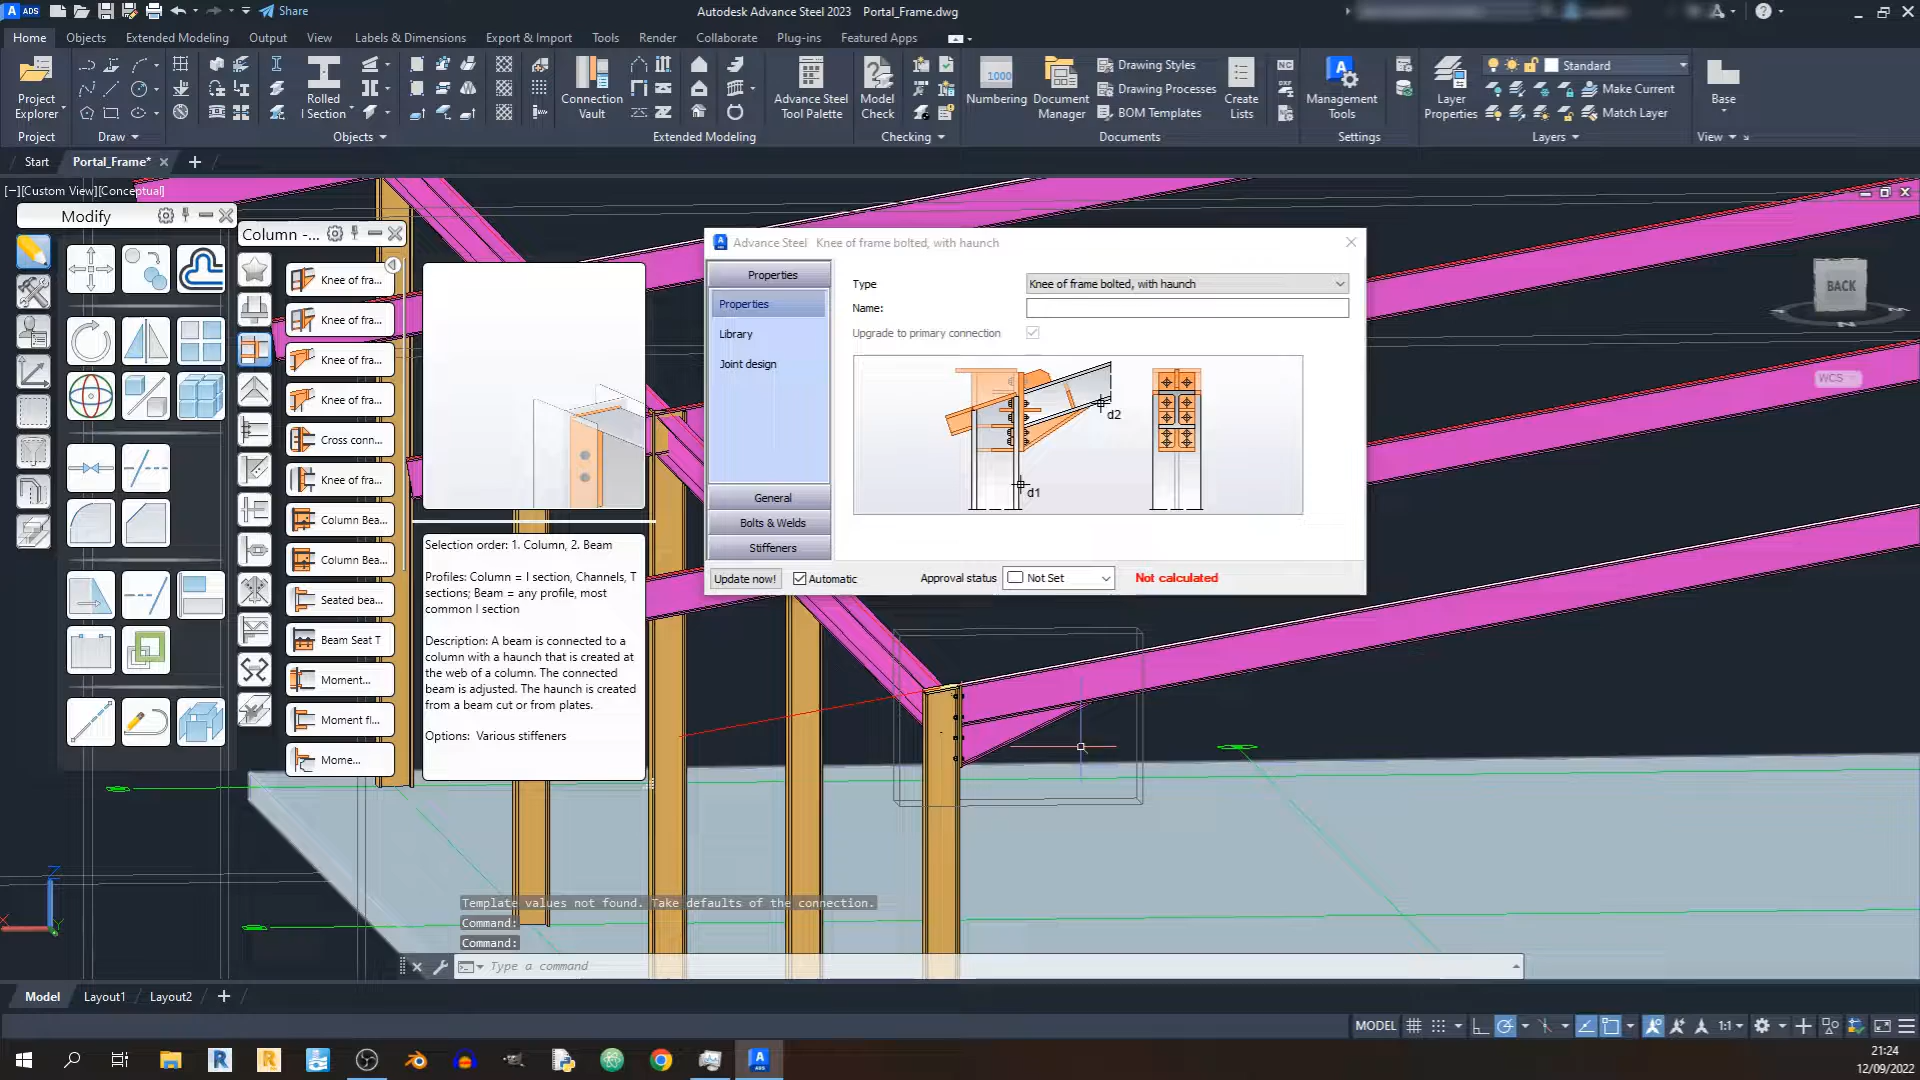 A ADS
Share
Autodesk Advance Steel 2023 Portal_Frame.dwg
Home Objects Extended Modeling Output View Labels & Dimensions Export & Import Tools Render Collaborate Plug-ins Featured Apps
Project Explorer
Rolled I Section
Connection Vault
Advance Steel Tool Palette
Model Check
1000
Numbering
Document Manager
Drawing Styles
Drawing Processes
BOM Templates
Create Lists
NC
DXF
Management Tools
Layer Properties
Standard
Make Current
Match Layer
Base
Project Draw Objects Extended Modeling Checking Documents Settings Layers View
Start Portal_Frame*
[−][Custom View][Conceptual]
Modify
Column -...
Knee of fra...
Knee of fra...
Knee of fra...
Knee of fra...
Cross conn...
Knee of fra...
Column Bea...
Column Bea...
Seated bea...
Beam Seat T
Moment...
Moment fl...
Mome...
Selection order: 1. Column, 2. Beam
Profiles: Column = I section, Channels, T
sections; Beam = any profile, most
common I section
Description: A beam is connected to a
column with a haunch that is created at
the web of a column. The connected
beam is adjusted. The haunch is created
from a beam cut or from plates.
Options: Various stiffeners
Advance Steel Knee of frame bolted, with haunch
Properties
Properties
Library
Joint design
General
Bolts & Welds
Stiffeners
Type Knee of frame bolted, with haunch
Name:
Upgrade to primary connection
d2
d1
Update now! Automatic Approval status Not Set Not calculated
BACK
N
WCS
Z
X
Y
Template values not found. Take defaults of the connection.
Command:
Command:
Type a command
Model Layout1 Layout2
MODEL 1:1
21:24
12/09/2022